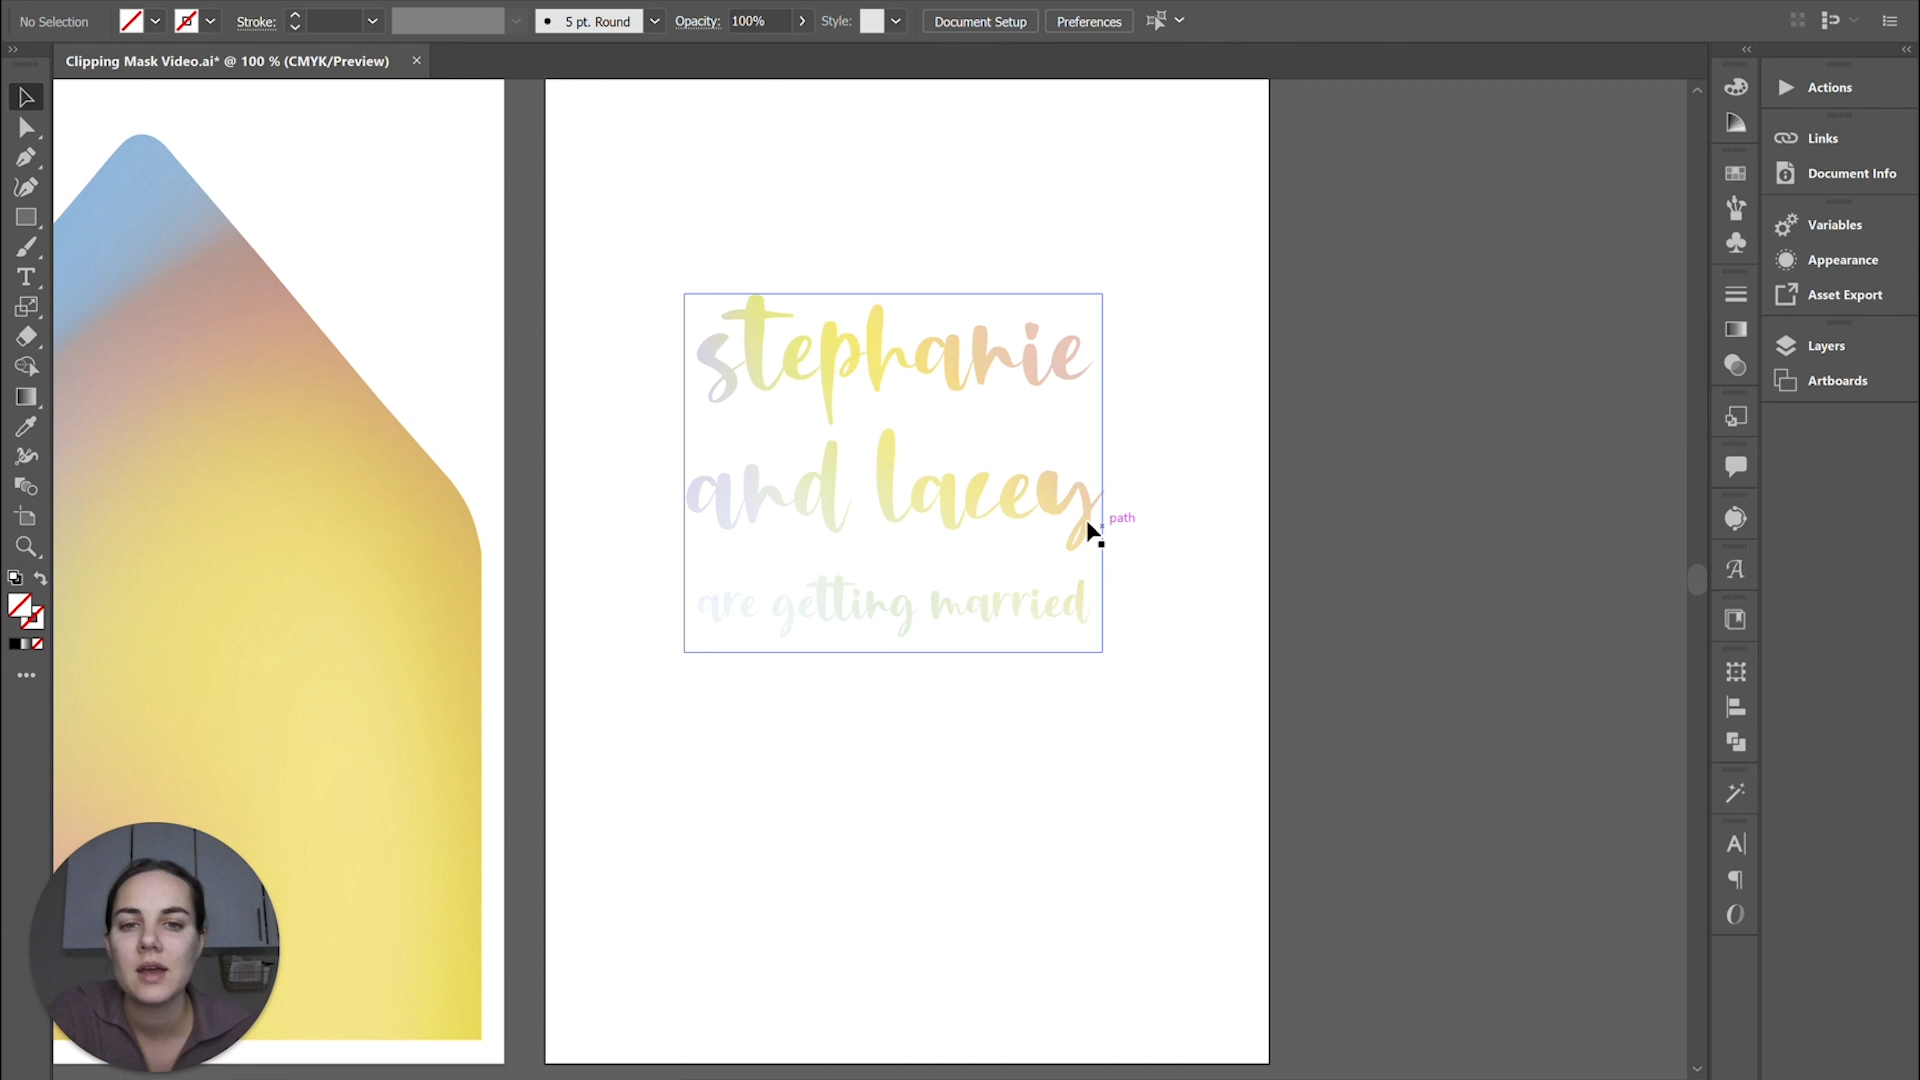 No Selection
Stroke:
5 pt. Round
Opacity: 100%
Style:
Document Setup
Preferences
Clipping Mask Video.ai* @ 100 % (CMYK/Preview)
Actions
Links
Document Info
Variables
Appearance
Asset Export
Layers
Artboards
stephanie
and lacey
path
are getting married